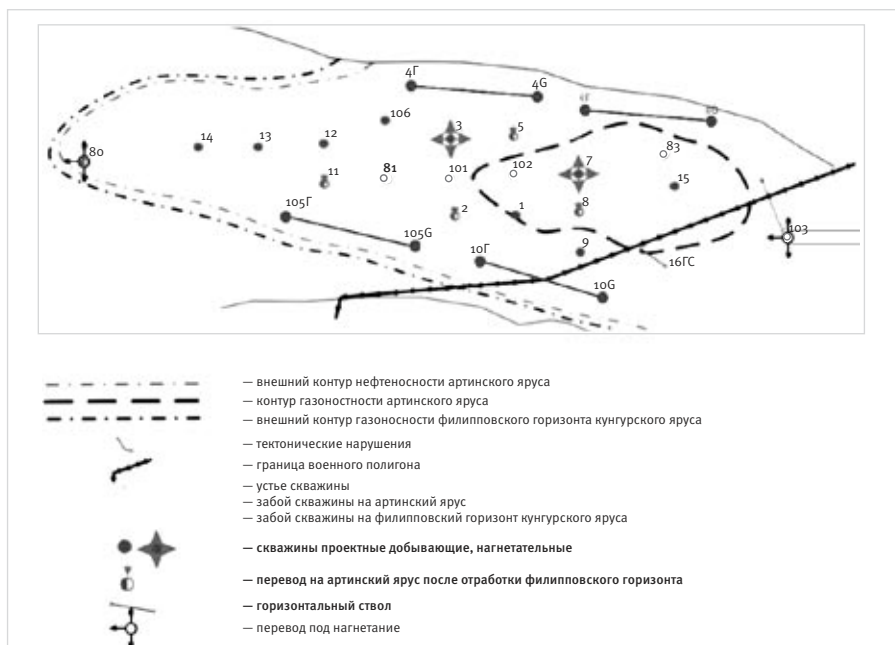 4Г
4G
106
3
5
14
13
12
80
11
81
101
102
7
83
15
105Г
2
1
8
103
105G
10Г
9
16ГС
10G
— внешний контур нефтеносности артинского яруса
— контур газоностости артинского яруса
— внешний контур газоносности филипповского горизонта кунгурского яруса
— тектонические нарушения
— граница военного полигона
— устье скважины
— забой скважины на артинский ярус
— забой скважины на филипповский горизонт кунгурского яруса
— скважины проектные добывающие, нагнетательные
— перевод на артинский ярус после отработки филипповского горизонта
— горизонтальный ствол
— перевод под нагнетание